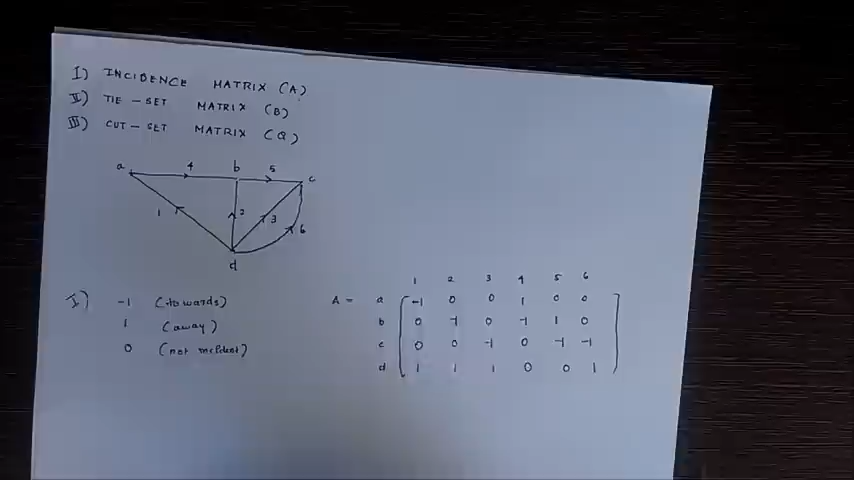 I) INCIDENCE MATRIX (A)
II) TIE-SET MATRIX (B)
III) CUT-SET MATRIX (Q)
a 4 b 5 c
1 2 3 6
d
I) -1 (towards)
1 (away)
0 (not incident)
1 2 3 4 5 6
A = a -1 0 0 1 0 0
b 0 -1 0 -1 1 0
c 0 0 -1 0 -1 -1
d 1 1 1 0 0 1